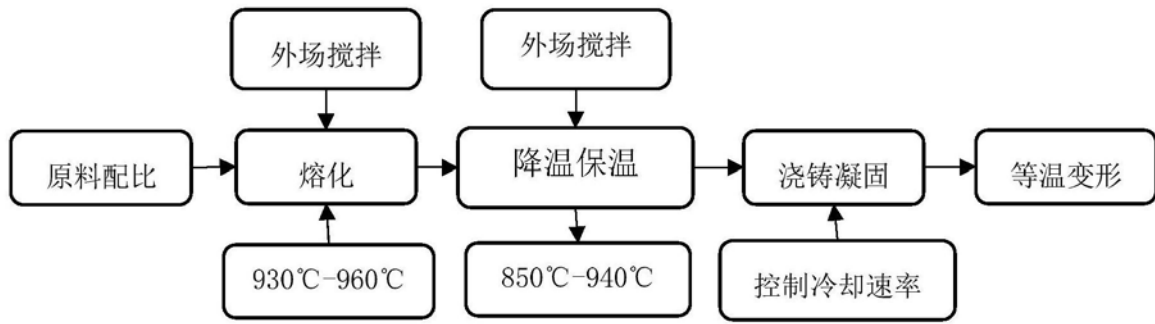 外场搅拌
外场搅拌
原料配比
熔化
降温保温
浇铸凝固
等温变形
930℃-960℃
850℃-940℃
控制冷却速率